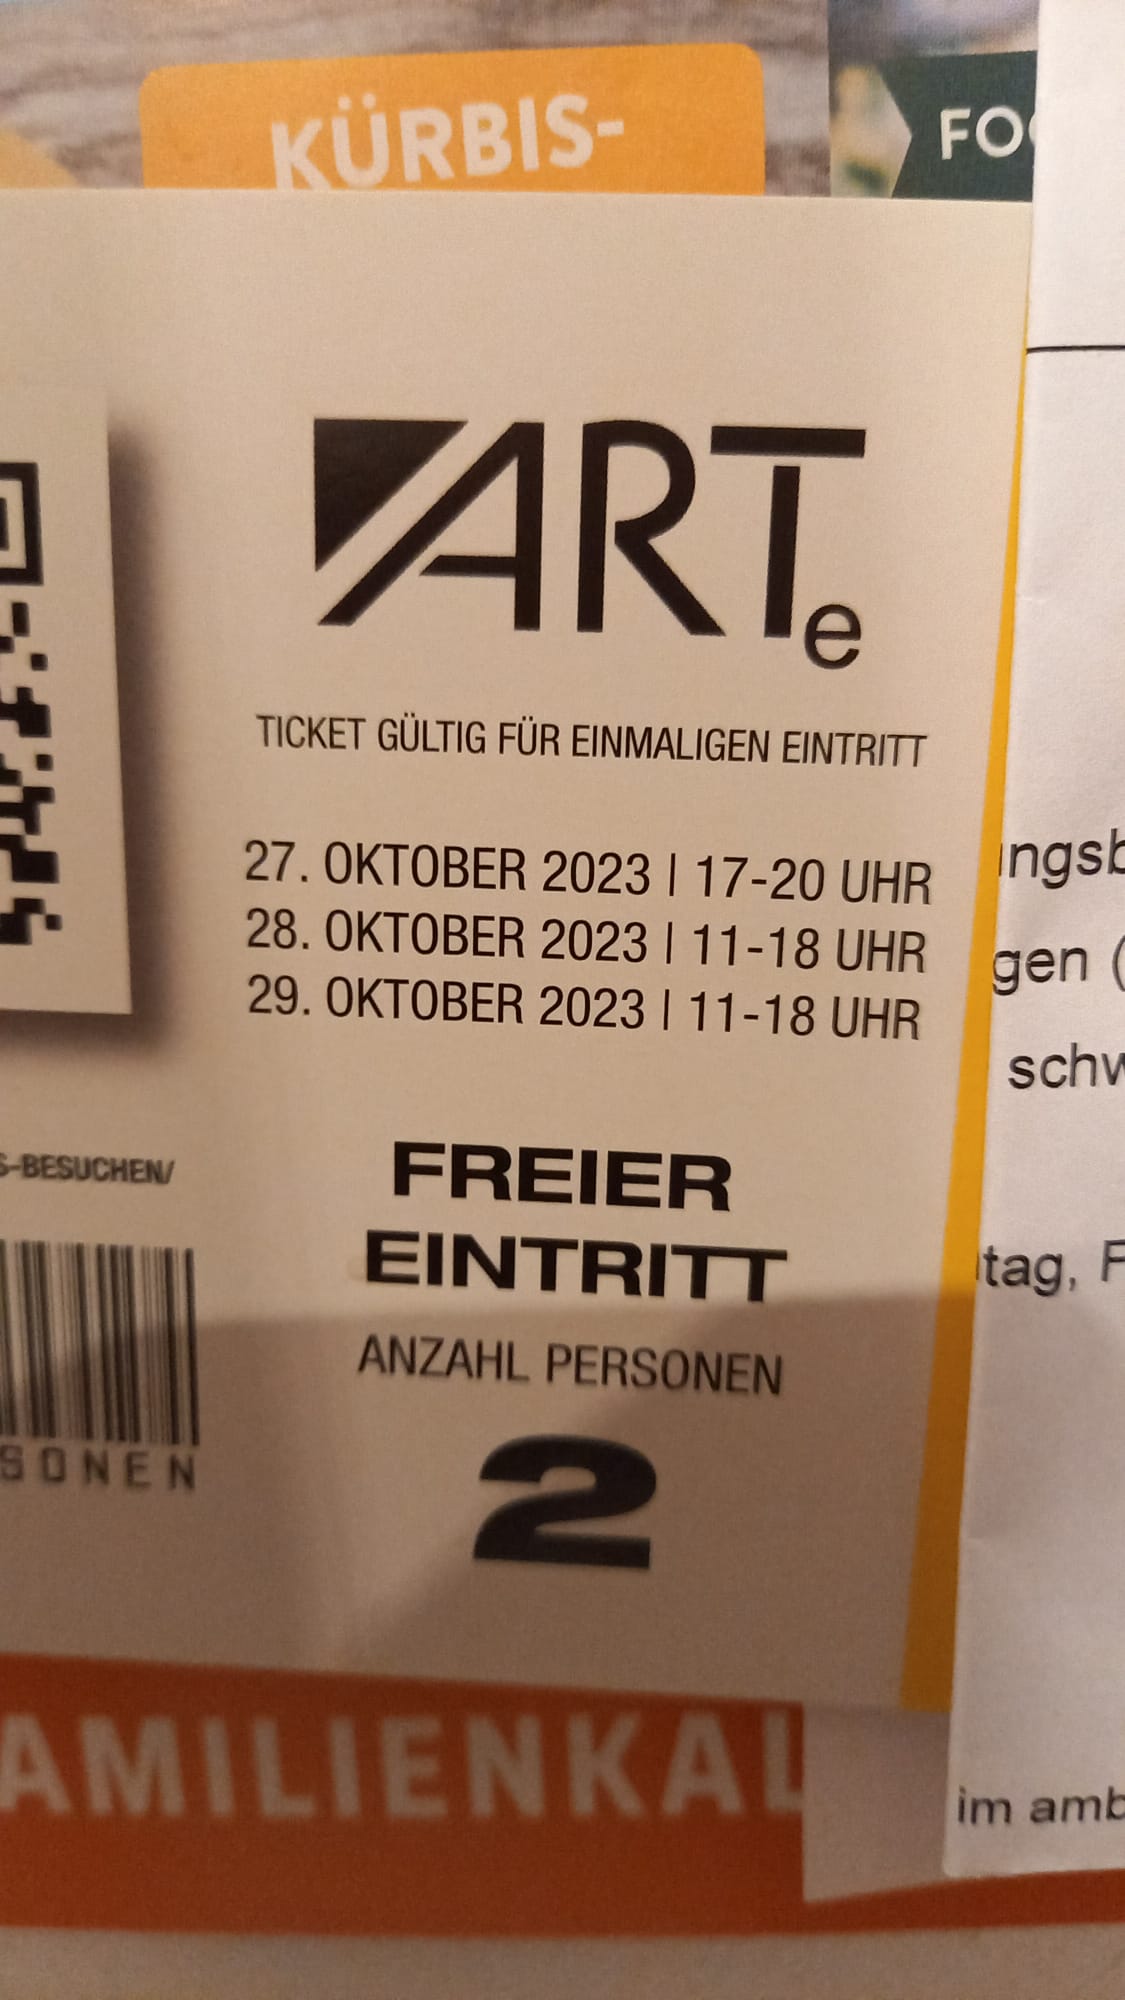 KÜRBIS-
ARTe
TICKET GÜLTIG FÜR EINMALIGEN EINTRITT
27. OKTOBER 2023 | 17-20 UHR
28. OKTOBER 2023 | 11-18 UHR
29. OKTOBER 2023 | 11-18 UHR
S-BESUCHEN/
FREIER
EINTRITT
ANZAHL PERSONEN
2
SONEN
AMILIENKAL
FO
ngsb
gen (
schw
tag, F
im amb